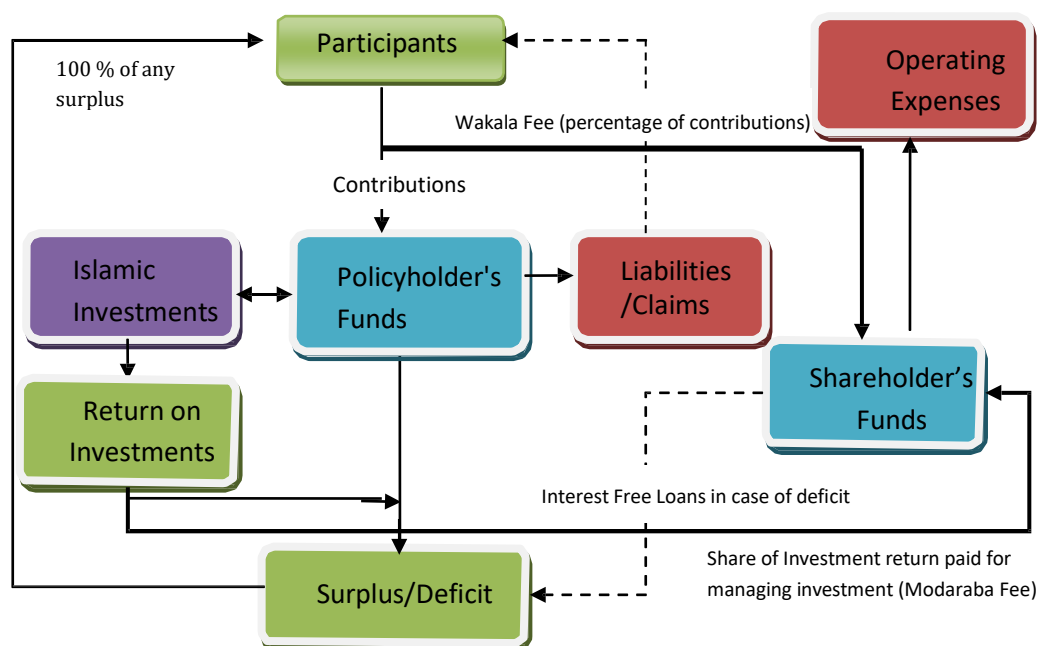 Participants
Operating
Expenses
100 % of any
surplus
Wakala Fee (percentage of contributions)
Contributions
Islamic
Investments
Policyholder's
Funds
Liabilities
/Claims
Shareholder’s
Funds
Return on
Investments
Interest Free Loans in case of deficit
Share of Investment return paid for
managing investment (Modaraba Fee)
Surplus/Deficit